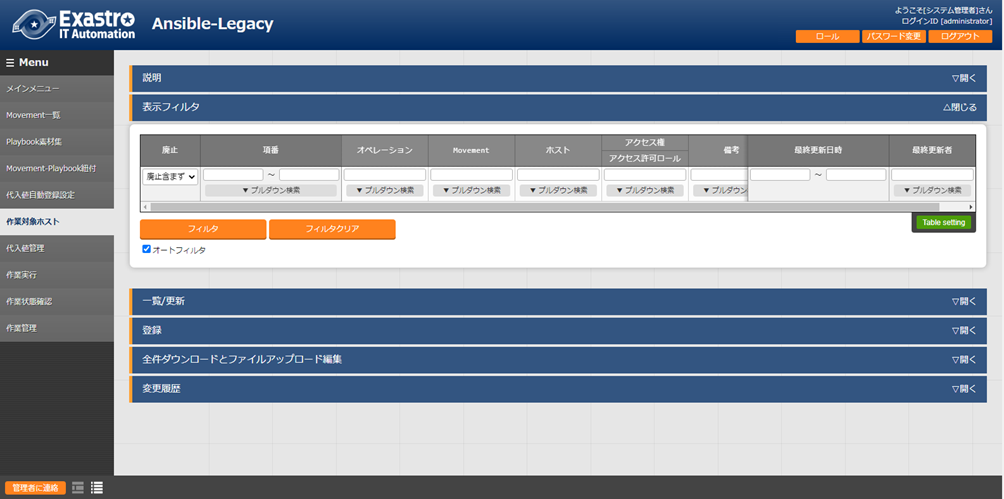 Exastro
IT Automation
Ansible-Legacy
ようこそ[システム管理者]さん
ログインID [administrator]
ロール
パスワード変更
ログアウト
Menu
メインメニュー
Movement一覧
Playbook素材集
Movement-Playbook紐付
代入値自動登録設定
作業対象ホスト
代入値管理
作業実行
作業状態確認
作業管理
説明
▽開く
表示フィルタ
△閉じる
廃止
項番
オペレーション
Movement
ホスト
アクセス権
アクセス許可ロール
備考
最終更新日時
最終更新者
廃止含まず
～
～
▼ プルダウン検索
▼ プルダウン検索
▼ プルダウン検索
▼ プルダウン検索
▼ プルダウン検索
▼ プルダウン
▼ プルダウン検索
フィルタ
フィルタクリア
Table setting
オートフィルタ
一覧/更新
▽開く
登録
▽開く
全件ダウンロードとファイルアップロード編集
▽開く
変更履歴
▽開く
管理者に連絡